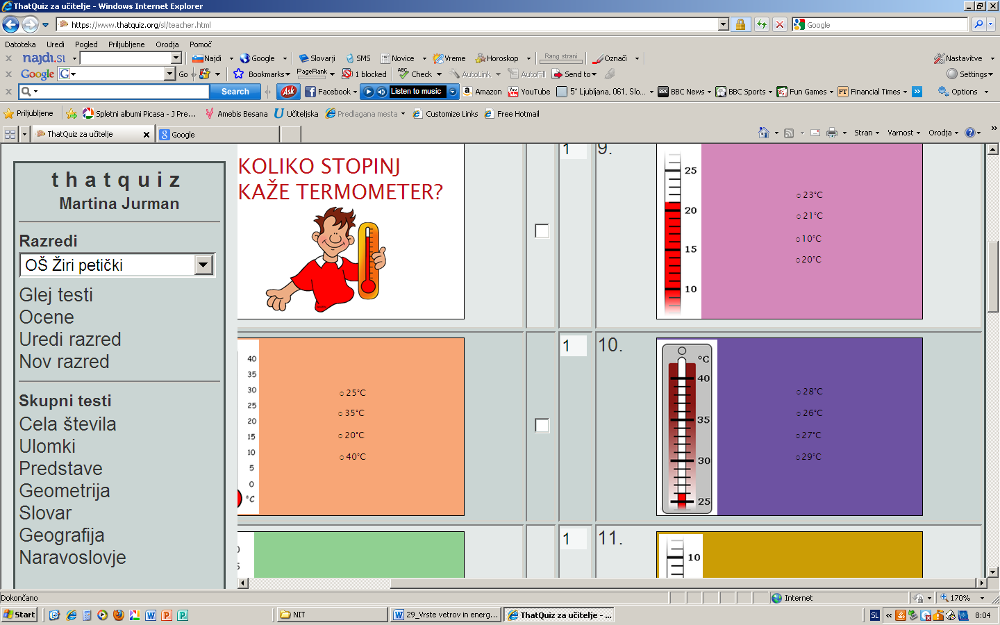 ThatQuiz za učitelje - Windows Internet Explorer
https://www.thatquiz.org/sl/teacher.html
Google
Datoteka Uredi Pogled Priljubljene Orodja Pomoč
najdi.si Najdi Google Slovarji SMS Novice Vreme Horoskop Rang strani Označi Nastavitve
Google G Go Bookmarks PageRank 1 blocked ABC Check AutoLink AutoFill Send to Settings
Search Ask Facebook Listen to music Amazon YouTube 5° Ljubljana, 061, Slo... BBC BBC News BBC Sports Fun Games FT Financial Times Options
Priljubljene Spletni albumi Picasa - J Pre... Amebis Besana Učiteljska Predlagana mesta Customize Links Free Hotmail
ThatQuiz za učitelje Google Stran Varnost Orodja
thatquiz
Martina Jurman
Razredi
OŠ Žiri petički
Glej testi
Ocene
Uredi razred
Nov razred
Skupni testi
Cela števila
Ulomki
Predstave
Geometrija
Slovar
Geografija
Naravoslovje
KOLIKO STOPINJ
KAŽE TERMOMETER?
1 9.
25
20
15
10
23°C
21°C
10°C
20°C
40
35
30
25
20
15
10
5
0
°C
25°C
35°C
20°C
40°C
1 10.
°C
40
35
30
25
28°C
26°C
27°C
29°C
1 11.
10
Dokončano Internet 170%
Start NIT 29_Vrste vetrov in energ... ThatQuiz za učitelje - ... SL 8:04